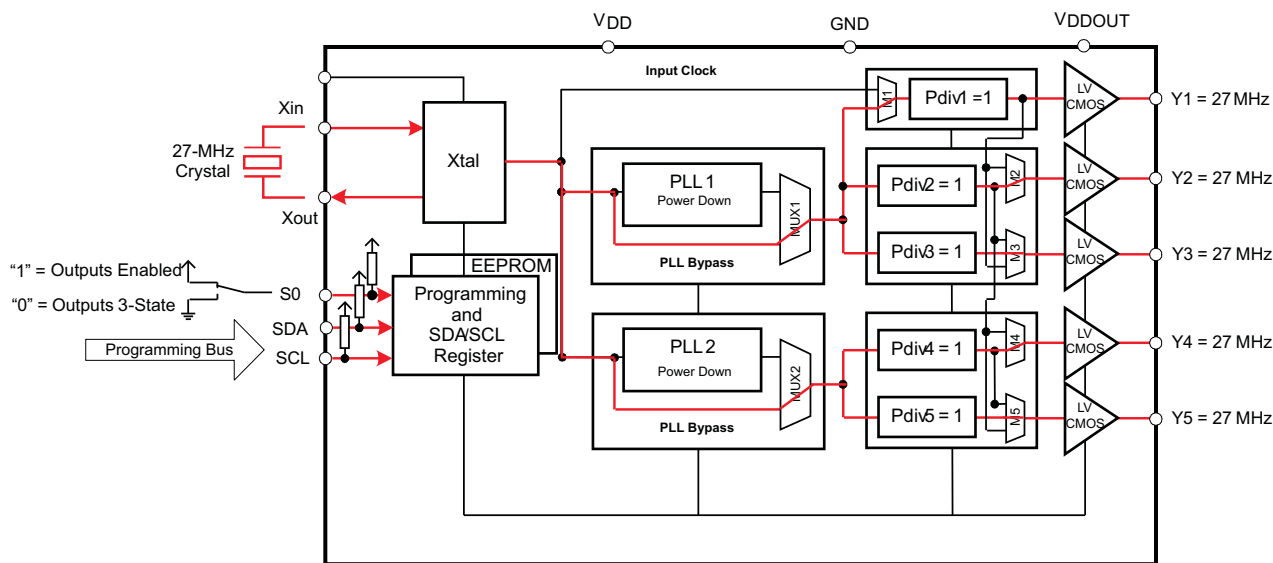 VDD
GND
VDDOUT
Input Clock
Xin
27-MHz
Crystal
Xout
Xtal
M1
Pdiv1 = 1
LV
CMOS
Y1 = 27 MHz
PLL 1
Power Down
MUX1
PLL Bypass
Pdiv2 = 1
M2
LV
CMOS
Y2 = 27 MHz
Pdiv3 = 1
M3
LV
CMOS
Y3 = 27 MHz
EEPROM
Programming
and
SDA/SCL
Register
“1” = Outputs Enabled
“0” = Outputs 3-State
S0
SDA
SCL
Programming Bus
PLL 2
Power Down
MUX2
PLL Bypass
Pdiv4 = 1
M4
LV
CMOS
Y4 = 27 MHz
Pdiv5 = 1
M5
LV
CMOS
Y5 = 27 MHz